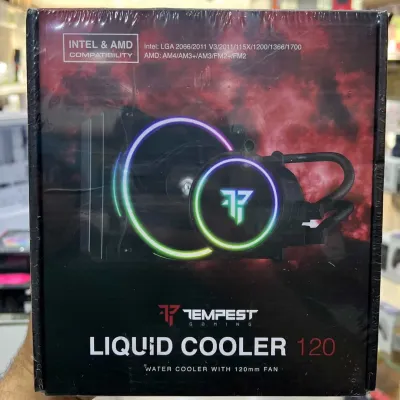 INTEL & AMD
COMPATIBILITY
Intel: LGA 2066/2011 V3/2011/115X/1200/1366/1700
AMD: AM4/AM3+/AM3/FM2+/FM2
TEMPEST
GAMING
LIQUID COOLER 120
WATER COOLER WITH 120mm FAN